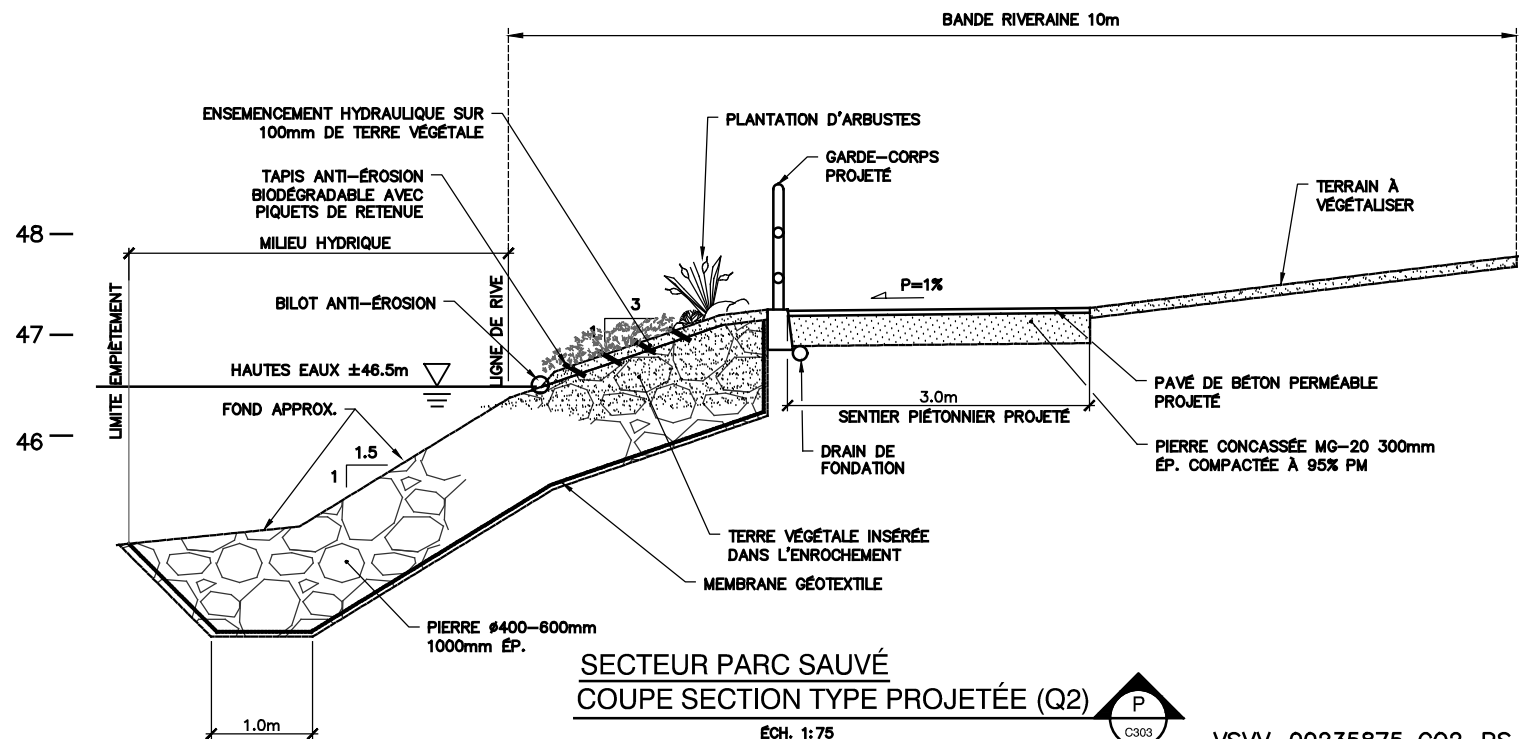 BANDE RIVERAINE 10m
ENSEMENCEMENT HYDRAULIQUE SUR
100mm DE TERRE VÉGÉTALE
PLANTATION D'ARBUSTES
GARDE-CORPS
PROJETÉ
TAPIS ANTI-ÉROSION
BIODÉGRADABLE AVEC
PIQUETS DE RETENUE
TERRAIN À
VÉGÉTALISER
48
MILIEU HYDRIQUE
LIMITE EMPIÈTEMENT
LIGNE DE RIVE
P=1%
BILOT ANTI-ÉROSION
1
3
47
HAUTES EAUX ±46.5m
FOND APPROX.
PAVÉ DE BÉTON PERMÉABLE
PROJETÉ
3.0m
SENTIER PIÉTONNIER PROJETÉ
46
1.5
1
DRAIN DE
FONDATION
PIERRE CONCASSÉE MG-20 300mm
ÉP. COMPACTÉE À 95% PM
TERRE VÉGÉTALE INSÉRÉE
DANS L'ENROCHEMENT
MEMBRANE GÉOTEXTILE
PIERRE ø400-600mm
1000mm ÉP.
1.0m
SECTEUR PARC SAUVÉ
COUPE SECTION TYPE PROJETÉE (Q2)
ÉCH. 1:75
P
C303